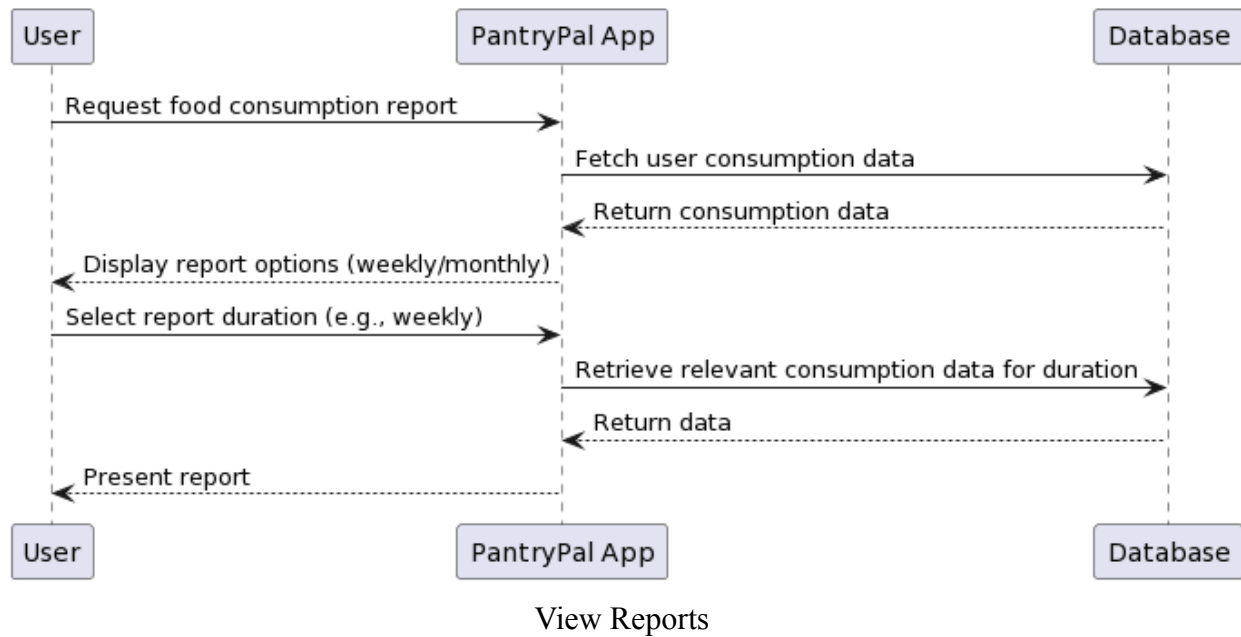 User PantryPal App Database
Request food consumption report
Fetch user consumption data
Return consumption data
Display report options (weekly/monthly)
Select report duration (e.g., weekly)
Retrieve relevant consumption data for duration
Return data
Present report
User PantryPal App Database
View Reports